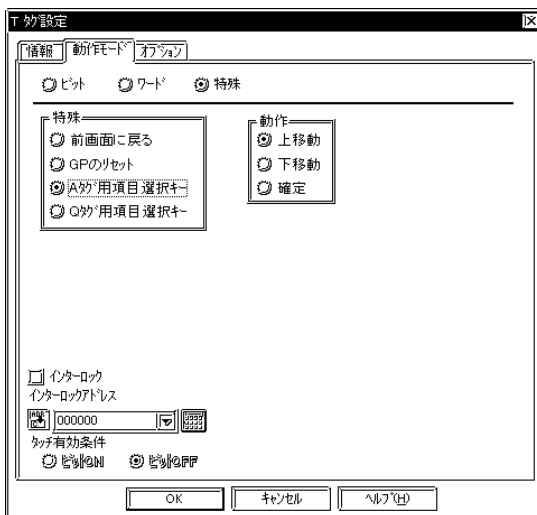 T ﾀｸﾞ設定
情報 動作ﾓｰﾄﾞ ｵﾌﾟｼｮﾝ
ﾋﾞｯﾄ ﾜｰﾄﾞ 特殊
特殊
前画面に戻る
GPのﾘｾｯﾄ
Aﾀｸﾞ用項目選択ｷｰ
Qﾀｸﾞ用項目選択ｷｰ
動作
上移動
下移動
確定
ｲﾝﾀｰﾛｯｸ
ｲﾝﾀｰﾛｯｸｱﾄﾞﾚｽ
000000
ﾀｯﾁ有効条件
ﾋﾞｯﾄON ﾋﾞｯﾄOFF
OK ｷｬﾝｾﾙ ﾍﾙﾌﾟ(H)